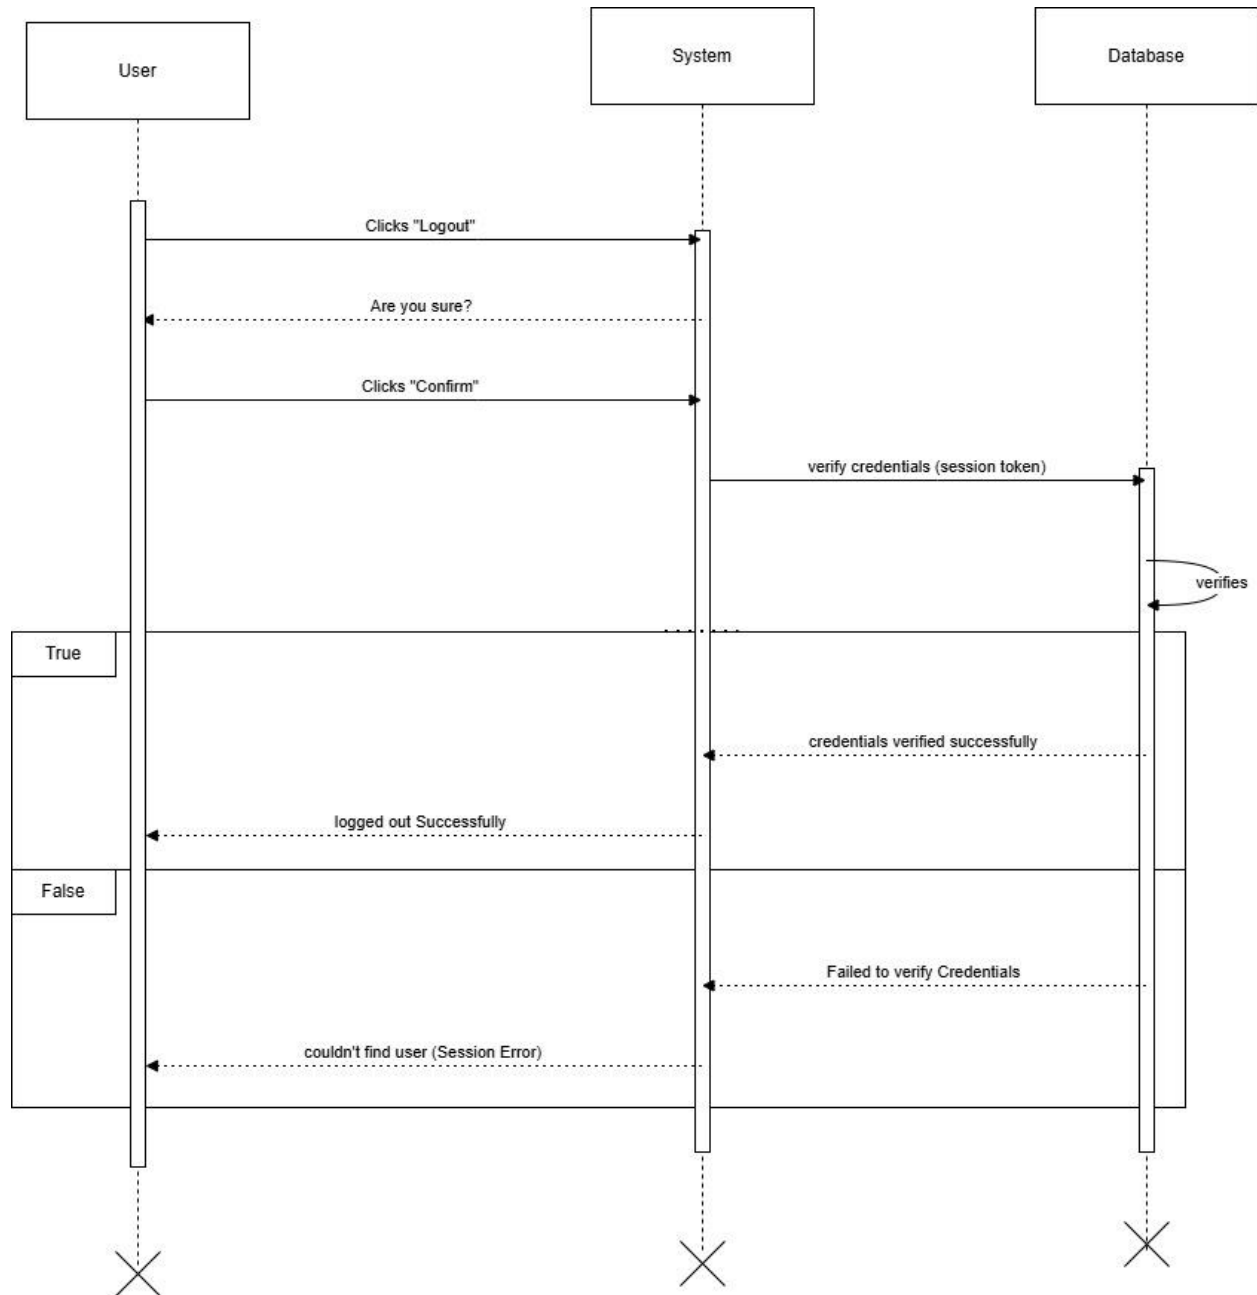 User
System
Database
Clicks "Logout"
Are you sure?
Clicks "Confirm"
verify credentials (session token)
verifies
True
credentials verified successfully
logged out Successfully
False
Failed to verify Credentials
couldn't find user (Session Error)